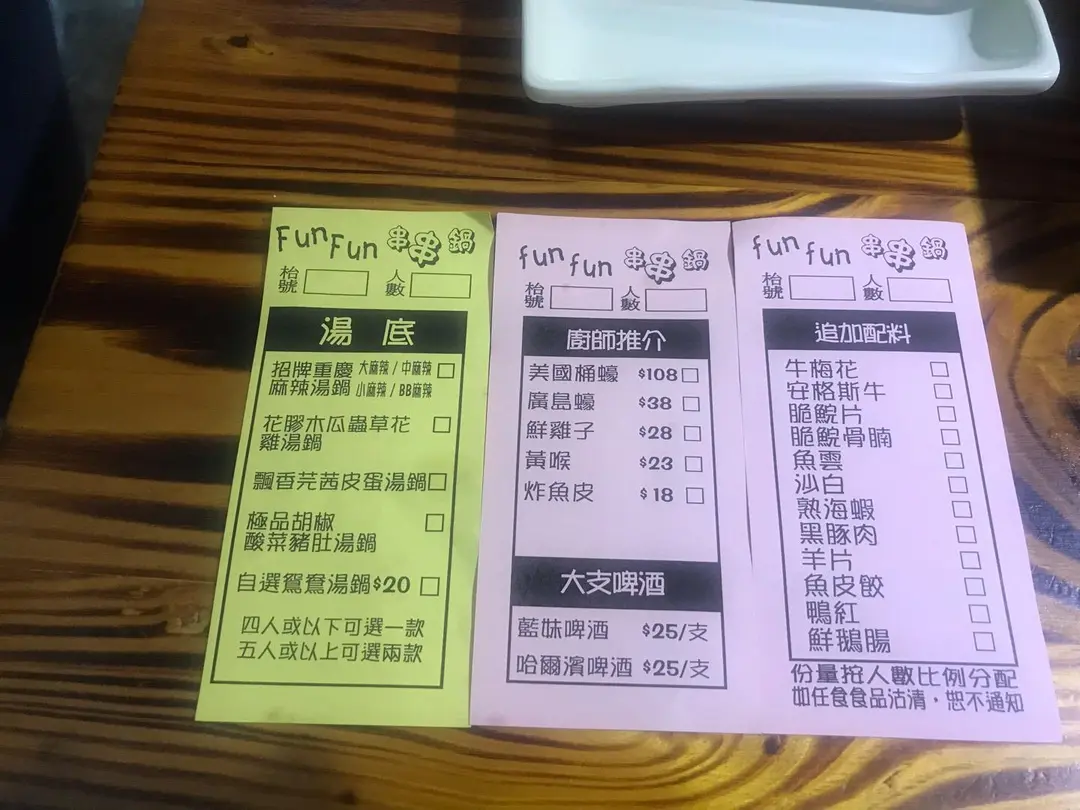 Fun Fun 串串鍋
枱號 人數
湯底
招牌重慶 大麻辣 / 中麻辣
麻辣湯鍋 小麻辣 / BB麻辣
花膠木瓜蟲草花
雞湯鍋
飄香芫茜皮蛋湯鍋
極品胡椒
酸菜豬肚湯鍋
自選鴛鴦湯鍋$20
四人或以下可選一款
五人或以上可選兩款
fun fun 串串鍋
枱號 人數
廚師推介
美國桶蠔 $108
廣島蠔 $38
鮮雞子 $28
黃喉 $23
炸魚皮 $18
大支啤酒
藍妹啤酒 $25/支
哈爾濱啤酒 $25/支
fun fun 串串鍋
枱號 人數
追加配料
牛梅花
安格斯牛
脆鯇片
脆鯇骨腩
魚雲
沙白
熟海蝦
黑豚肉
羊片
魚皮餃
鴨紅
鮮鵝腸
份量按人數比例分配
如任食食品沽清，恕不通知